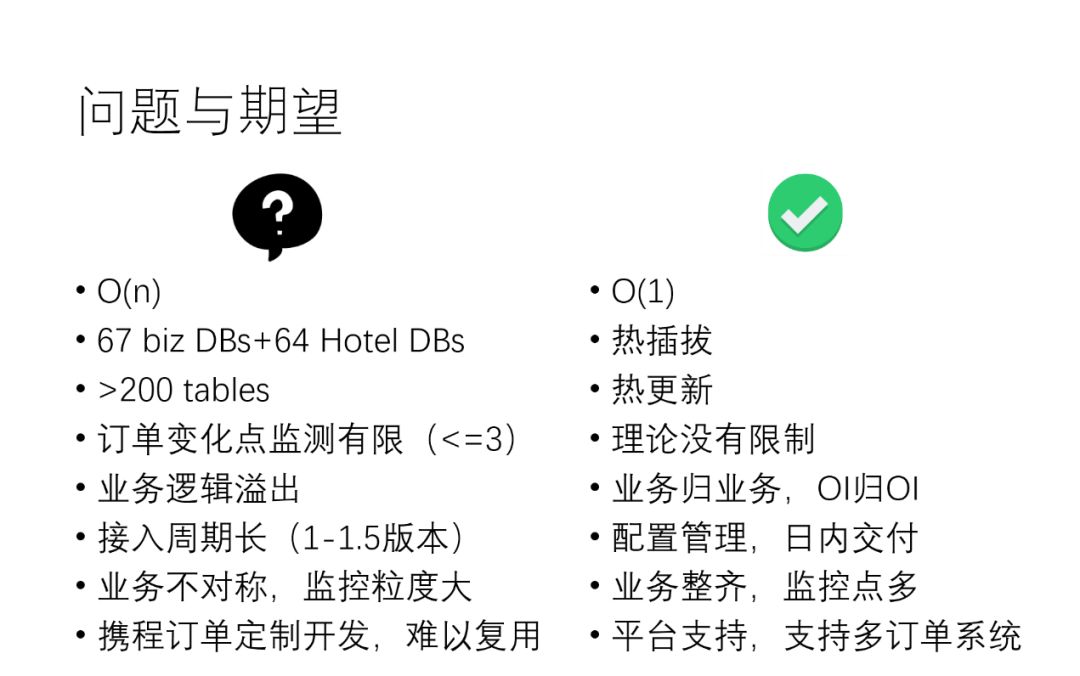 问题与期望
• O(n)
• 67 biz DBs+64 Hotel DBs
• >200 tables
• 订单变化点监测有限（<=3）
• 业务逻辑溢出
• 接入周期长（1-1.5版本）
• 业务不对称，监控粒度大
• 携程订单定制开发，难以复用
• O(1)
• 热插拔
• 热更新
• 理论没有限制
• 业务归业务，OI归OI
• 配置管理，日内交付
• 业务整齐，监控点多
• 平台支持，支持多订单系统